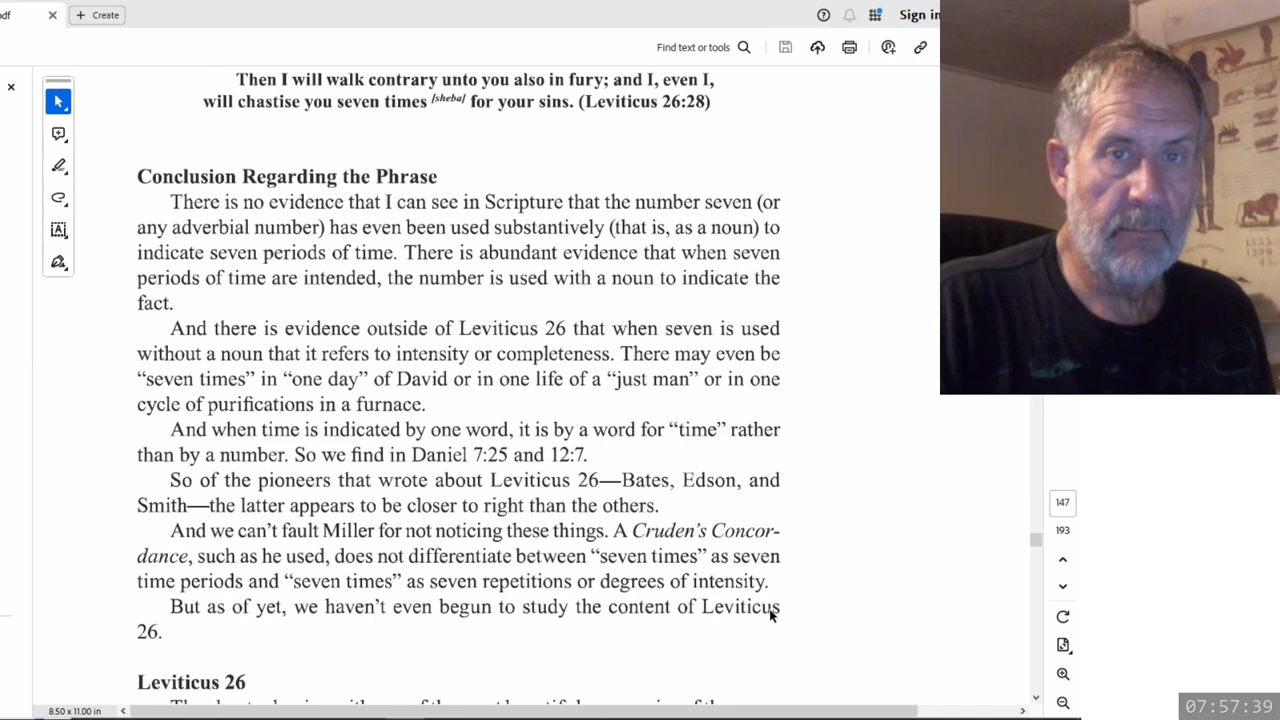 odf
Create
Sign in
Find text or tools
Then I will walk contrary unto you also in fury; and I, even I,
will chastise you seven times [sheba] for your sins. (Leviticus 26:28)
Conclusion Regarding the Phrase
There is no evidence that I can see in Scripture that the number seven (or
any adverbial number) has even been used substantively (that is, as a noun) to
indicate seven periods of time. There is abundant evidence that when seven
periods of time are intended, the number is used with a noun to indicate the
fact.
And there is evidence outside of Leviticus 26 that when seven is used
without a noun that it refers to intensity or completeness. There may even be
“seven times” in “one day” of David or in one life of a “just man” or in one
cycle of purifications in a furnace.
And when time is indicated by one word, it is by a word for “time” rather
than by a number. So we find in Daniel 7:25 and 12:7.
So of the pioneers that wrote about Leviticus 26—Bates, Edson, and
Smith—the latter appears to be closer to right than the others.
And we can’t fault Miller for not noticing these things. A Cruden’s Concor-
dance, such as he used, does not differentiate between “seven times” as seven
time periods and “seven times” as seven repetitions or degrees of intensity.
But as of yet, we haven’t even begun to study the content of Leviticus
26.
Leviticus 26
147
193
8.50 x 11.00 in
07:57:39